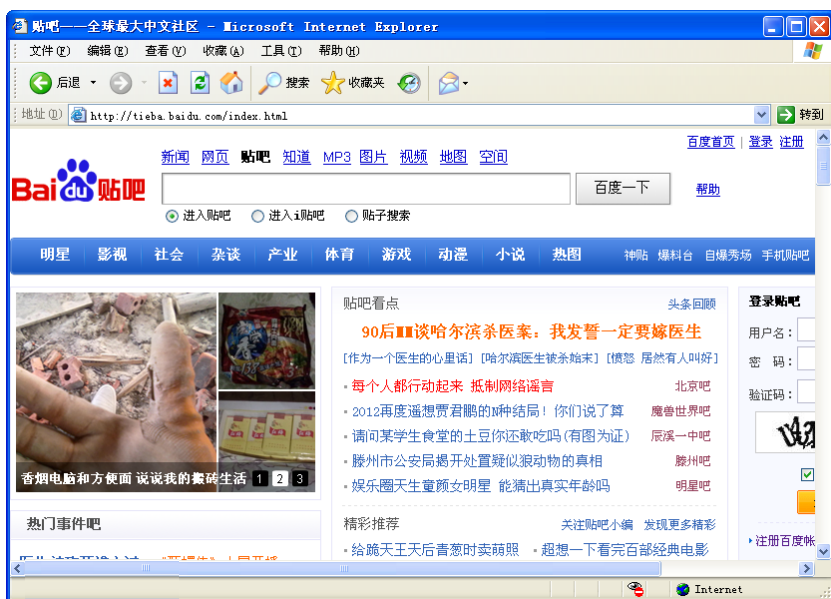 贴吧——全球最大中文社区 - Microsoft Internet Explorer
文件(F) 编辑(E) 查看(V) 收藏(A) 工具(T) 帮助(H)
后退 搜索 收藏夹
地址(D) http://tieba.baidu.com/index.html 转到
百度首页 | 登录 注册
新闻 网页 贴吧 知道 MP3 图片 视频 地图 空间
Bai du 贴吧 百度一下 帮助
进入贴吧 进入i贴吧 贴子搜索
明星 影视 社会 杂谈 产业 体育 游戏 动漫 小说 热图 神贴 爆料台 自爆秀场 手机贴吧
香烟电脑和方便面 说说我的搬砖生活 1 2 3
热门事件吧
贴吧看点 头条回顾
90后MM谈哈尔滨杀医案：我发誓一定要嫁医生
[作为一个医生的心里话] [哈尔滨医生被杀始末] [愤怒 居然有人叫好]
每个人都行动起来 抵制网络谣言 北京吧
2012再度遥想贾君鹏的N种结局！你们说了算 魔兽世界吧
请问某学生食堂的土豆你还敢吃吗(有图为证) 辰溪一中吧
滕州市公安局揭开处置疑似狼动物的真相 滕州吧
娱乐圈天生童颜女明星 能猜出真实年龄吗 明星吧
精彩推荐 关注贴吧小编 发现更多精彩
给跪天王天后青葱时卖萌照 超想一下看完百部经典电影
登录贴吧
用户名：
密 码：
验证码：
注册百度帐
Internet